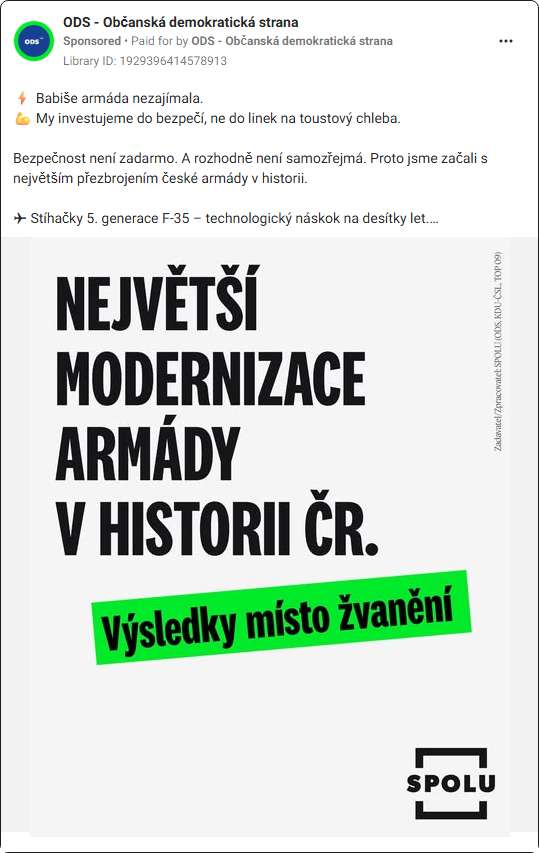 ODS - Občanská demokratická strana
Sponsored • Paid for by ODS - Občanská demokratická strana
Library ID: 1929396414578913
⚡ Babiše armáda nezajímala.
💪 My investujeme do bezpečí, ne do linek na toustový chleba.
Bezpečnost není zadarmo. A rozhodně není samozřejmá. Proto jsme začali s
největším přezbrojením české armády v historii.
✈ Stíhačky 5. generace F-35 – technologický náskok na desítky let....
NEJVĚTŠÍ
MODERNIZACE
ARMÁDY
V HISTORII ČR.
Výsledky místo žvanění
Zadavatel/Zpracovatel: SPOLU (ODS, KDU-ČSL, TOP 09)
SPOLU